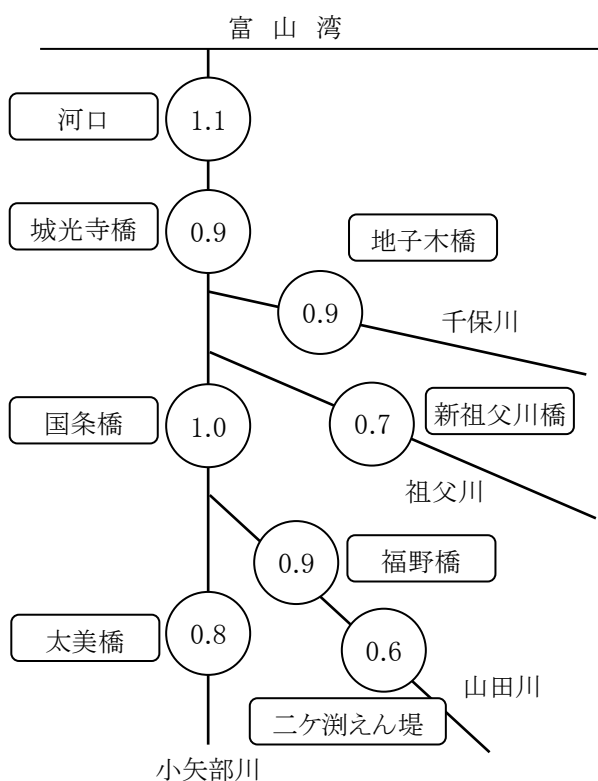 富 山 湾
河口
1.1
城光寺橋
0.9
地子木橋
0.9
千保川
国条橋
1.0
0.7
新祖父川橋
祖父川
0.9
福野橋
太美橋
0.8
0.6
山田川
二ケ渕えん堤
小矢部川